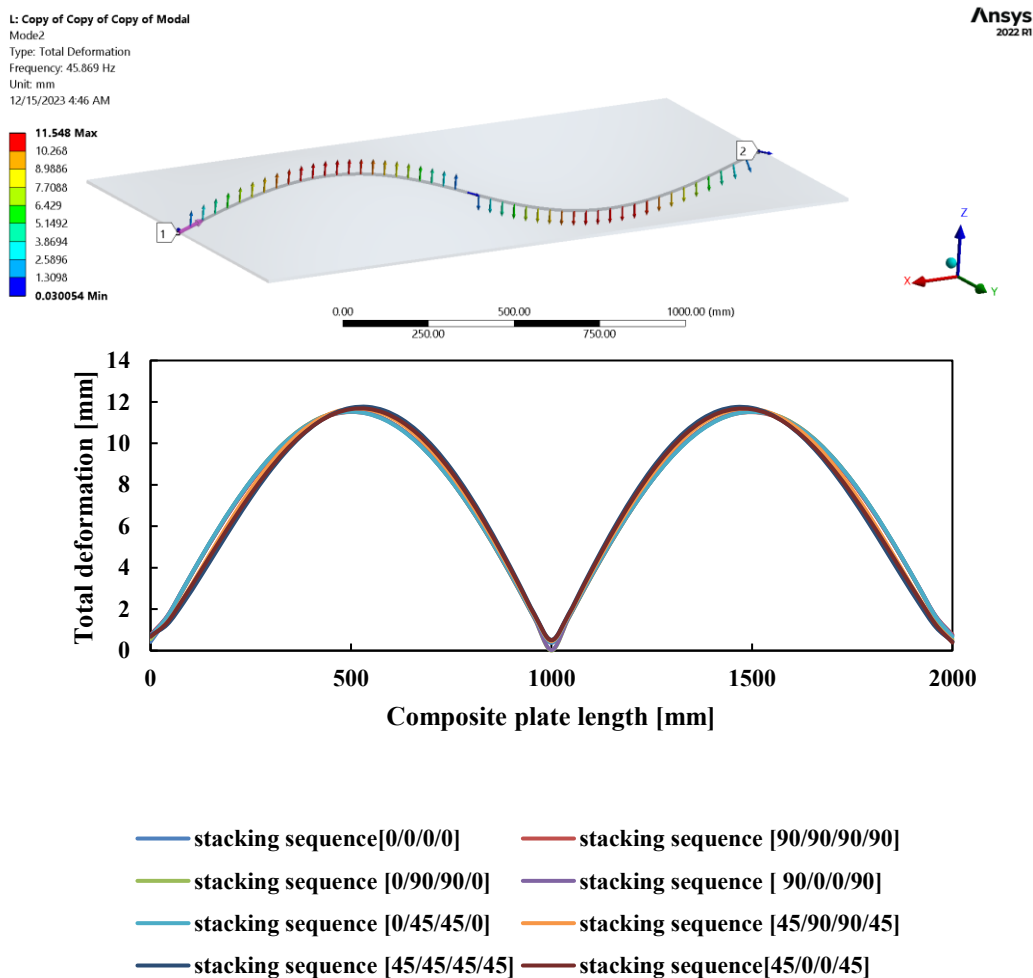 L: Copy of Copy of Copy of Modal
Mode2
Type: Total Deformation
Frequency: 45.869 Hz
Unit: mm
12/15/2023 4:46 AM
Ansys
2022 R1
11.548 Max
10.268
8.9886
7.7088
6.429
5.1492
3.8694
2.5896
1.3098
0.030054 Min
1
2
Z
X
Y
0.00 500.00 1000.00 (mm)
250.00 750.00
Total deformation [mm]
14
12
10
8
6
4
2
0
0 500 1000 1500 2000
Composite plate length [mm]
stacking sequence[0/0/0/0] stacking sequence [90/90/90/90]
stacking sequence [0/90/90/0] stacking sequence [ 90/0/0/90]
stacking sequence [0/45/45/0] stacking sequence [45/90/90/45]
stacking sequence [45/45/45/45] stacking sequence[45/0/0/45]